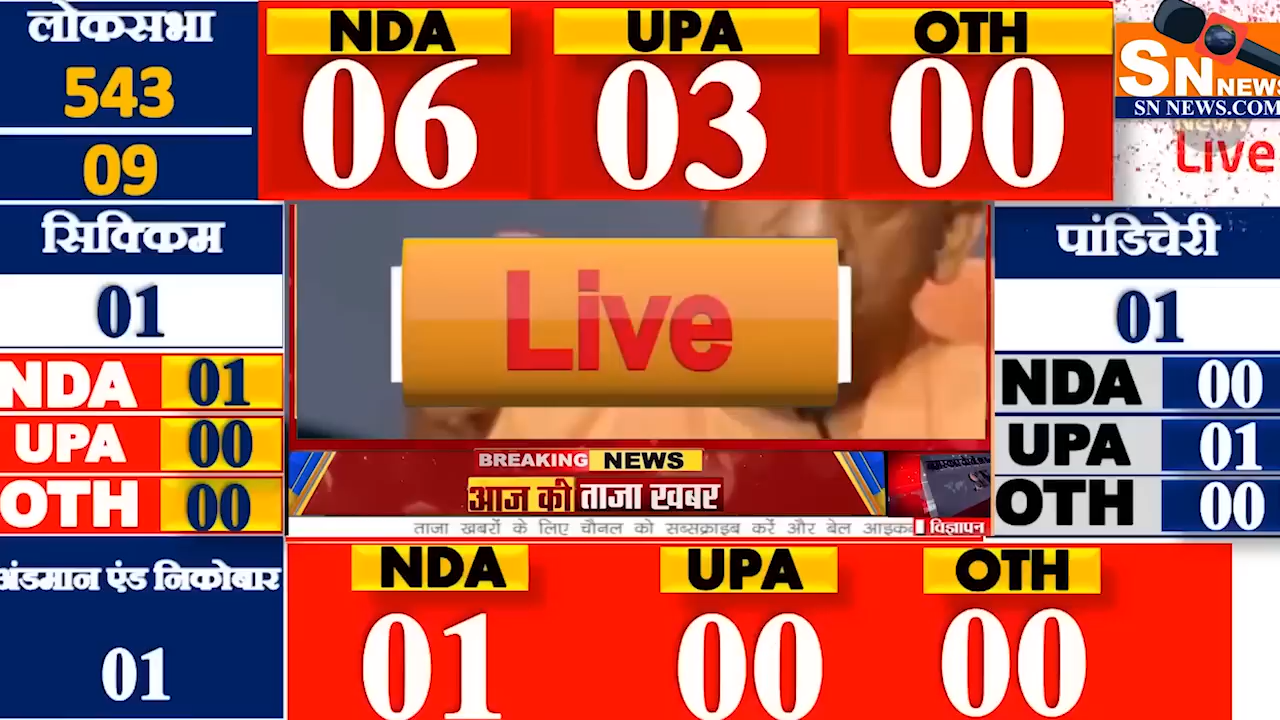 लोकसभा
543
09
NDA
06
UPA
03
OTH
00
SN NEWS
SN NEWS.COM
News
Live
सिक्किम
01
NDA 01
UPA 00
OTH 00
Live
पांडिचेरी
01
NDA 00
UPA 01
OTH 00
BREAKING NEWS
आज की ताजा खबर
ताजा खबरों के लिए चौनल को सब्सक्राइब करें और बेल आइक
विज्ञापन
अंडमान एंड निकोबार
01
NDA
01
UPA
00
OTH
00